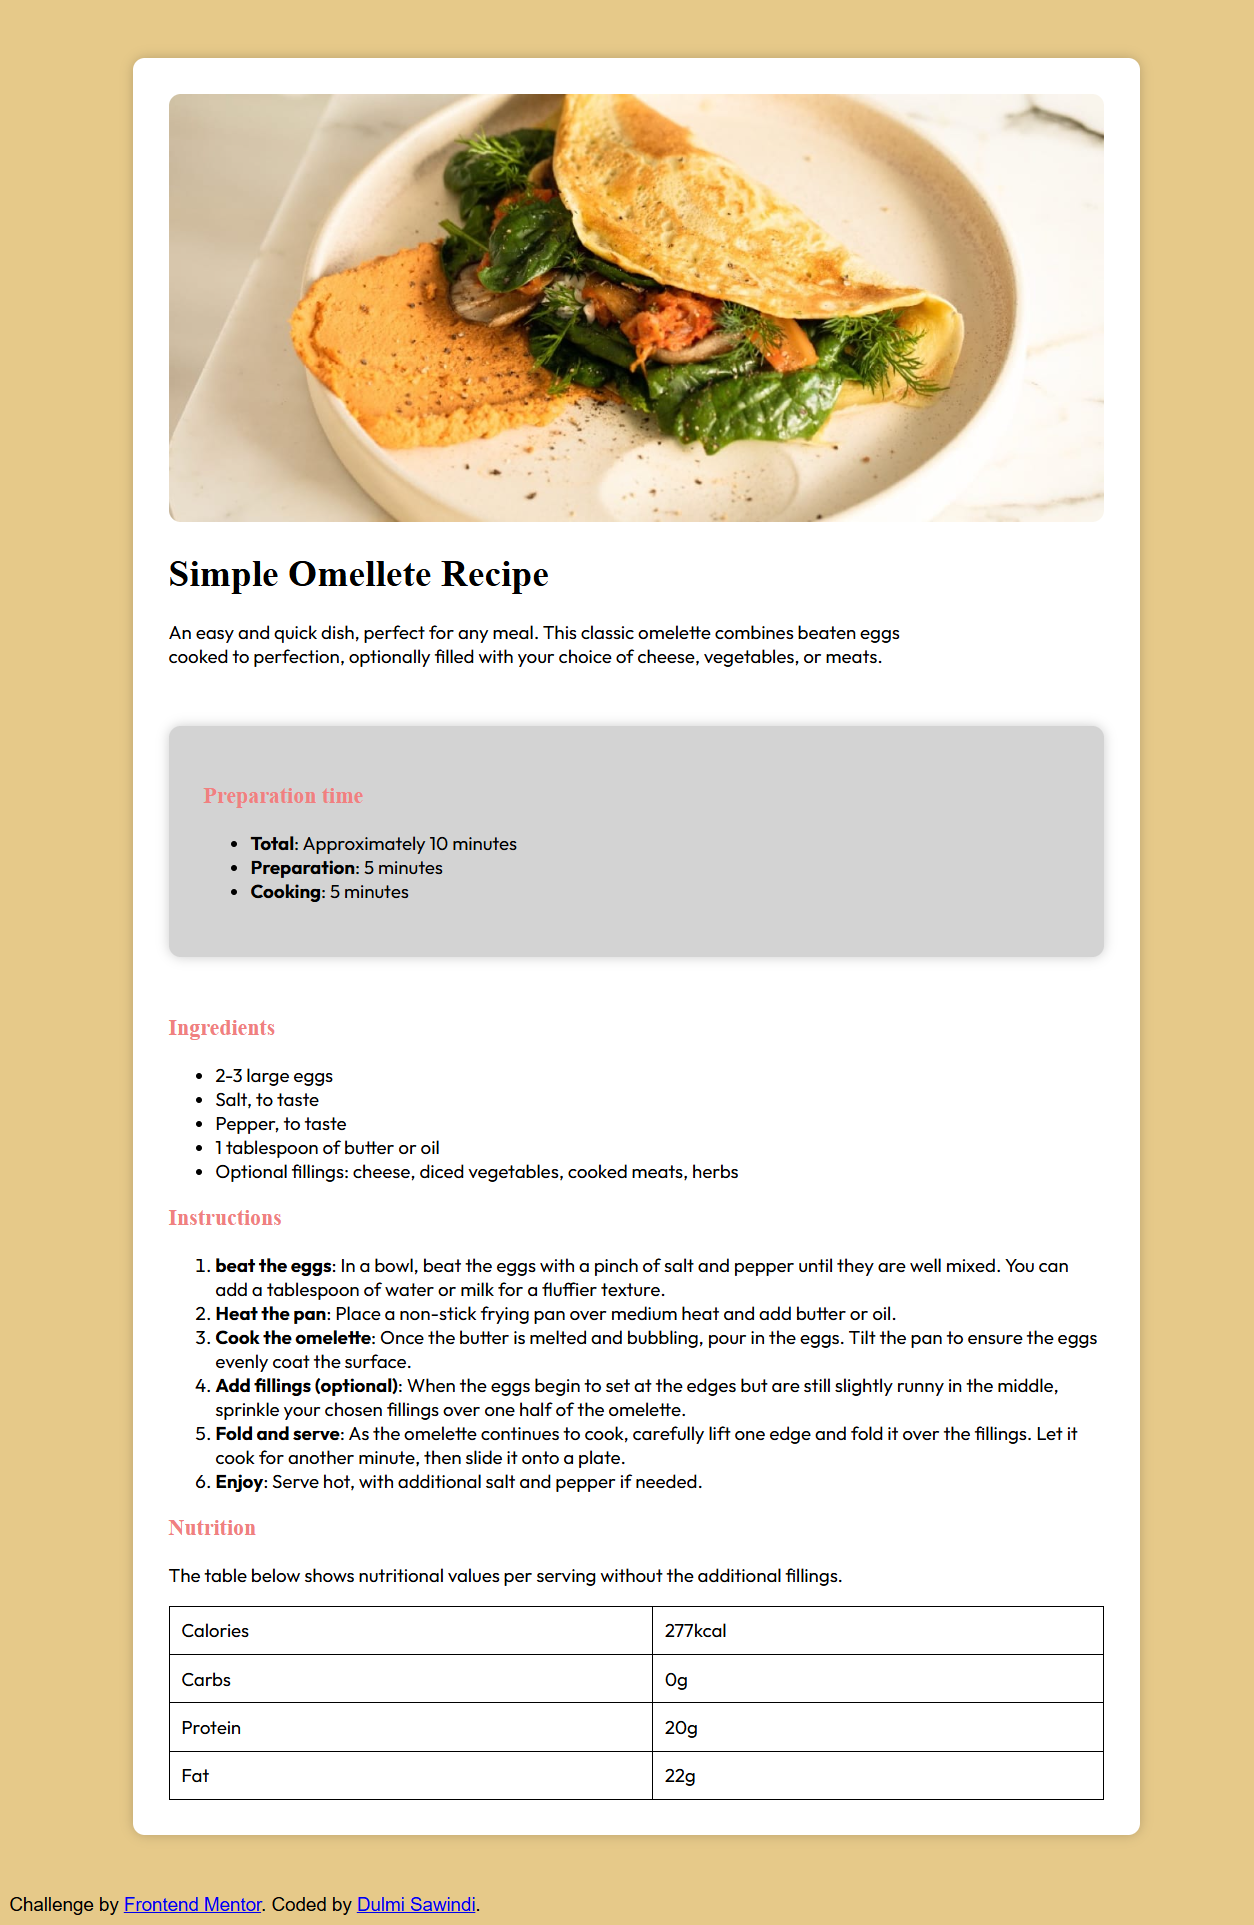 Simple Omellete Recipe
An easy and quick dish, perfect for any meal. This classic omelette combines beaten eggs
cooked to perfection, optionally filled with your choice of cheese, vegetables, or meats.
Preparation time
• Total: Approximately 10 minutes
• Preparation: 5 minutes
• Cooking: 5 minutes
Ingredients
• 2-3 large eggs
• Salt, to taste
• Pepper, to taste
• 1 tablespoon of butter or oil
• Optional fillings: cheese, diced vegetables, cooked meats, herbs
Instructions
1. beat the eggs: In a bowl, beat the eggs with a pinch of salt and pepper until they are well mixed. You can
add a tablespoon of water or milk for a fluffier texture.
2. Heat the pan: Place a non-stick frying pan over medium heat and add butter or oil.
3. Cook the omelette: Once the butter is melted and bubbling, pour in the eggs. Tilt the pan to ensure the eggs
evenly coat the surface.
4. Add fillings (optional): When the eggs begin to set at the edges but are still slightly runny in the middle,
sprinkle your chosen fillings over one half of the omelette.
5. Fold and serve: As the omelette continues to cook, carefully lift one edge and fold it over the fillings. Let it
cook for another minute, then slide it onto a plate.
6. Enjoy: Serve hot, with additional salt and pepper if needed.
Nutrition
The table below shows nutritional values per serving without the additional fillings.
Calories 277kcal
Carbs 0g
Protein 20g
Fat 22g
Challenge by Frontend Mentor. Coded by Dulmi Sawindi.